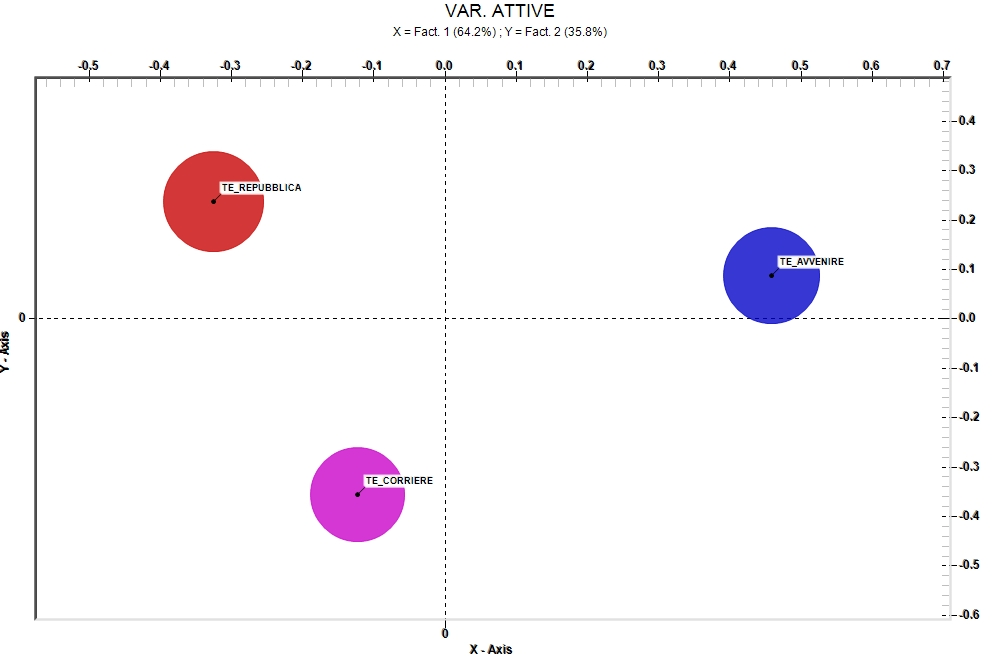 VAR. ATTIVE
X = Fact. 1 (64.2%) ; Y = Fact. 2 (35.8%)
-0.5 -0.4 -0.3 -0.2 -0.1 0.0 0.1 0.2 0.3 0.4 0.5 0.6 0.7
0.4
0.3
TE_REPUBBLICA
0.2
TE_AVVENIRE
0.1
0
0.0
Y - Axis
-0.1
-0.2
-0.3
TE_CORRIERE
-0.4
-0.5
-0.6
0
X - Axis